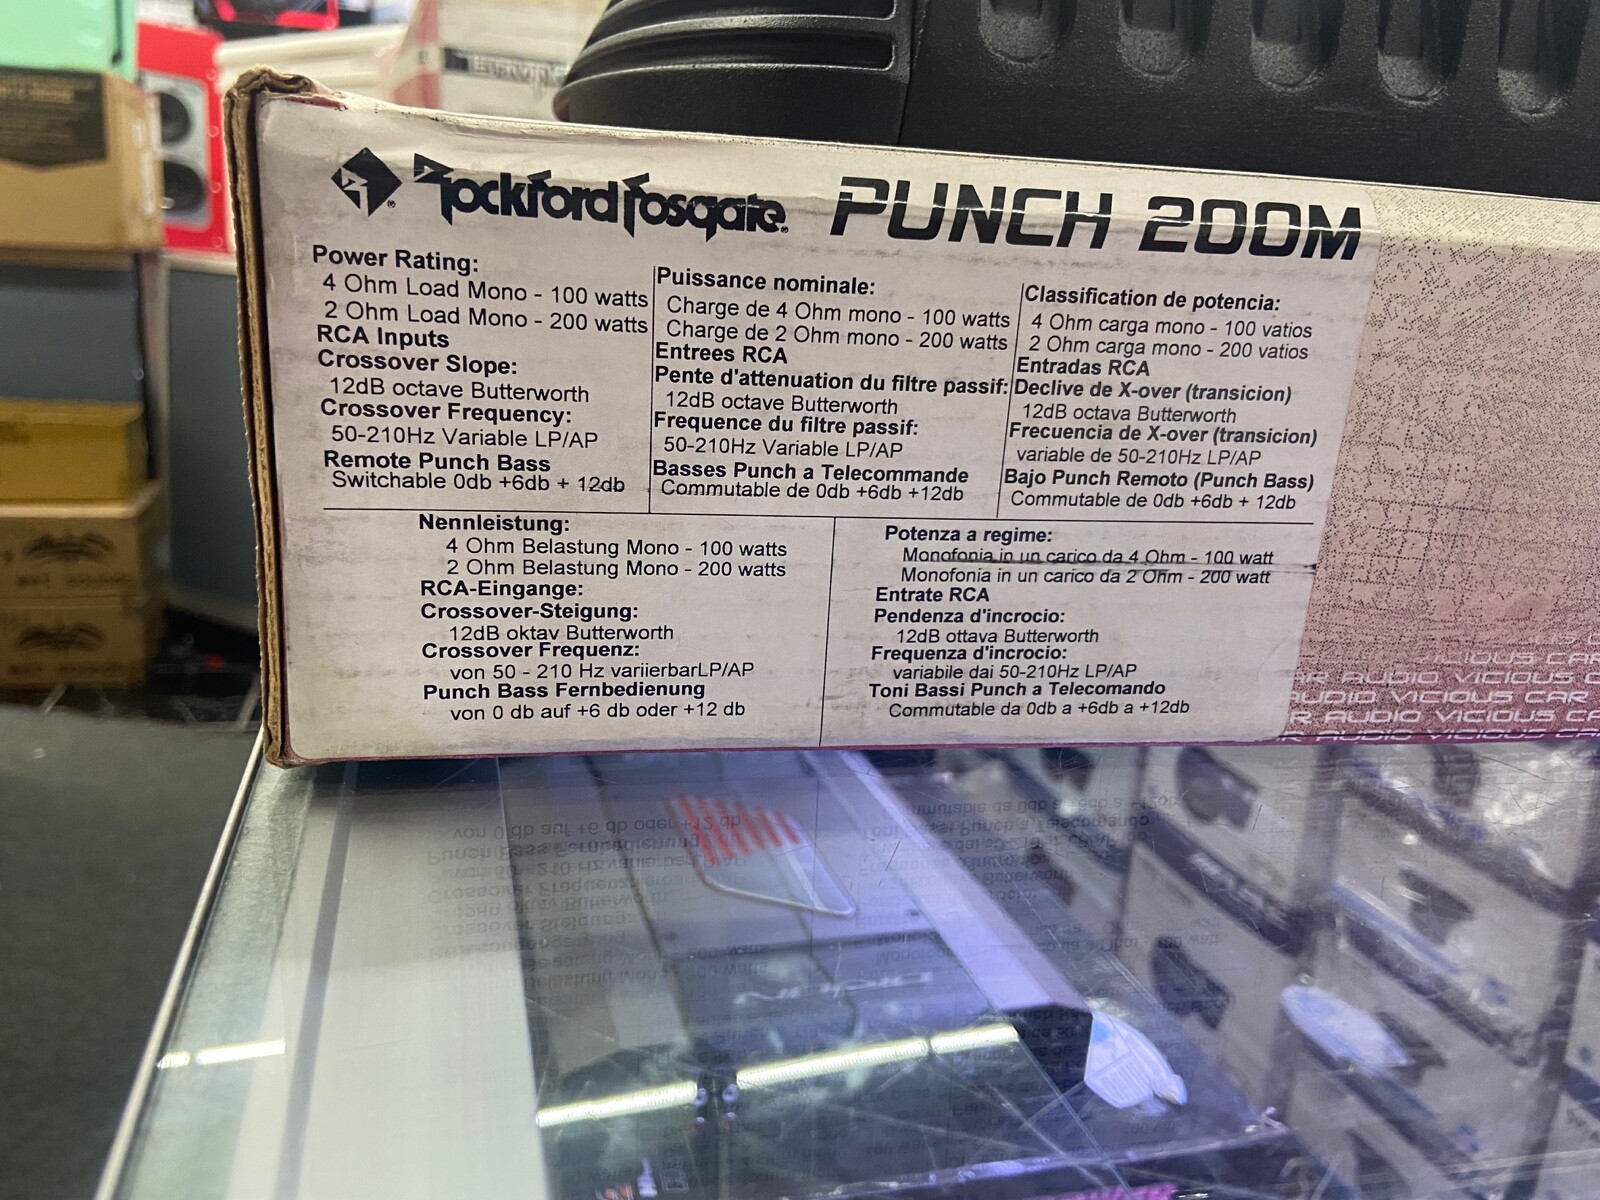 Rockford Fosgate PUNCH 200M
Power Rating:
4 Ohm Load Mono - 100 watts
2 Ohm Load Mono - 200 watts
RCA Inputs
Crossover Slope:
12dB octave Butterworth
Crossover Frequency:
50-210Hz Variable LP/AP
Remote Punch Bass
Switchable 0db +6db + 12db
Puissance nominale:
Charge de 4 Ohm mono - 100 watts
Charge de 2 Ohm mono - 200 watts
Entrees RCA
Pente d'attenuation du filtre passif:
12dB octave Butterworth
Frequence du filtre passif:
50-210Hz Variable LP/AP
Basses Punch a Telecommande
Commutable de 0db +6db +12db
Classification de potencia:
4 Ohm carga mono - 100 vatios
2 Ohm carga mono - 200 vatios
Entradas RCA
Declive de X-over (transicion)
12dB octava Butterworth
Frecuencia de X-over (transicion)
variable de 50-210Hz LP/AP
Bajo Punch Remoto (Punch Bass)
Commutable de 0db +6db + 12db
Nennleistung:
4 Ohm Belastung Mono - 100 watts
2 Ohm Belastung Mono - 200 watts
RCA-Eingange:
Crossover-Steigung:
12dB oktav Butterworth
Crossover Frequenz:
von 50 - 210 Hz variierbarLP/AP
Punch Bass Fernbedienung
von 0 db auf +6 db oder +12 db
Potenza a regime:
Monofonia in un carico da 4 Ohm - 100 watt
Monofonia in un carico da 2 Ohm - 200 watt
Entrate RCA
Pendenza d'incrocio:
12dB ottava Butterworth
Frequenza d'incrocio:
variabile dai 50-210Hz LP/AP
Toni Bassi Punch a Telecomando
Commutabile da 0db a +6db a +12db
ICIOUS CAR
AR AUDIO VICIOUS CA
AUDIO VICIOUS CAR
R AUDIO VICIOUS CA